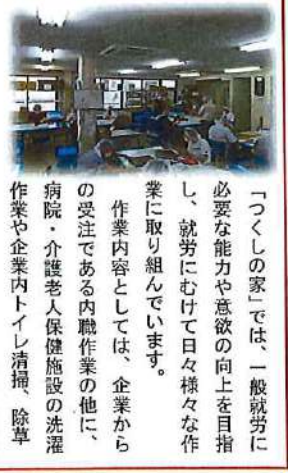 「つくしの家」では、一般就労に
必要な能力や意欲の向上を目指
し、就労にむけて日々様々な作
業に取り組んでいます。
作業内容としては、企業から
の受注である内職作業の他に、
病院・介護老人保健施設の洗濯
作業や企業内トイレ清掃、除草